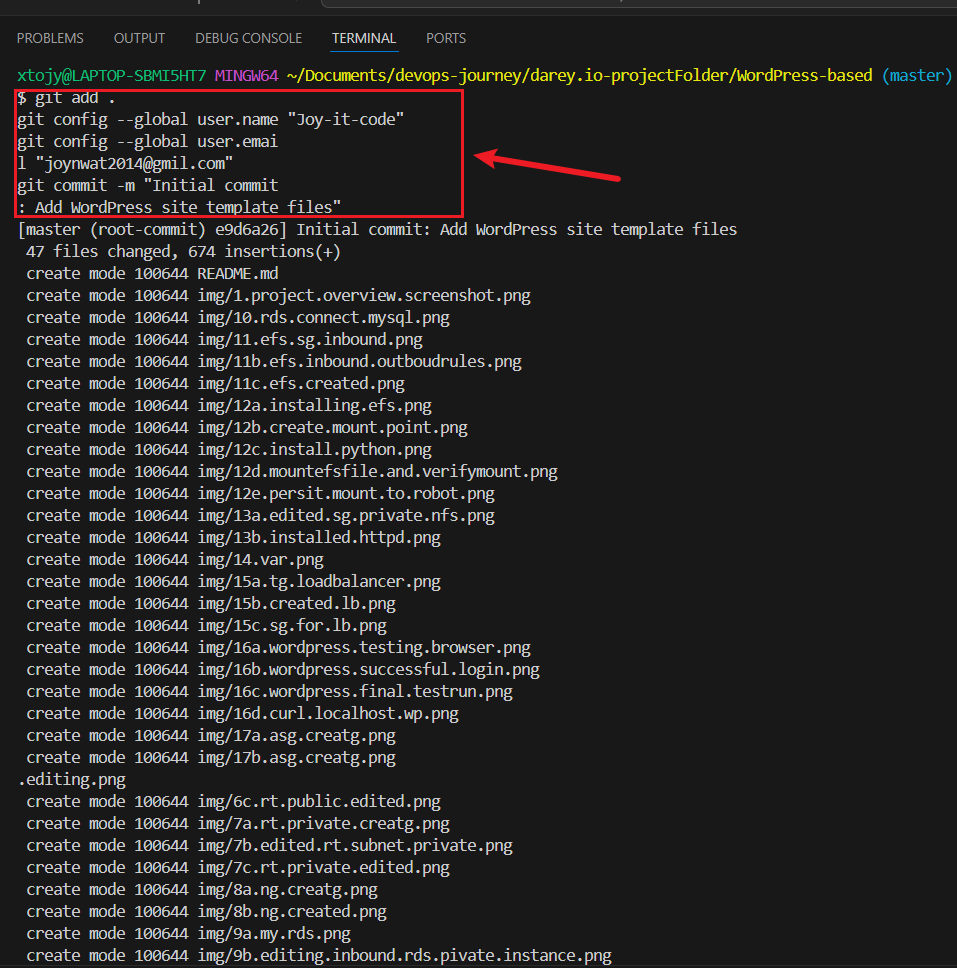 PROBLEMS OUTPUT DEBUG CONSOLE TERMINAL PORTS
xtojy@LAPTOP-SBMI5HT7 MINGW64 ~/Documents/devops-journey/darey.io-projectFolder/WordPress-based (master)
$ git add .
git config --global user.name "Joy-it-code"
git config --global user.emai
l "joynwat2014@gmil.com"
git commit -m "Initial commit
: Add WordPress site template files"
[master (root-commit) e9d6a26] Initial commit: Add WordPress site template files
47 files changed, 674 insertions(+)
create mode 100644 README.md
create mode 100644 img/1.project.overview.screenshot.png
create mode 100644 img/10.rds.connect.mysql.png
create mode 100644 img/11.efs.sg.inbound.png
create mode 100644 img/11b.efs.inbound.outboudrules.png
create mode 100644 img/11c.efs.created.png
create mode 100644 img/12a.installing.efs.png
create mode 100644 img/12b.create.mount.point.png
create mode 100644 img/12c.install.python.png
create mode 100644 img/12d.mountefsfile.and.verifymount.png
create mode 100644 img/12e.persit.mount.to.robot.png
create mode 100644 img/13a.edited.sg.private.nfs.png
create mode 100644 img/13b.installed.httpd.png
create mode 100644 img/14.var.png
create mode 100644 img/15a.tg.loadbalancer.png
create mode 100644 img/15b.created.lb.png
create mode 100644 img/15c.sg.for.lb.png
create mode 100644 img/16a.wordpress.testing.browser.png
create mode 100644 img/16b.wordpress.successful.login.png
create mode 100644 img/16c.wordpress.final.testrun.png
create mode 100644 img/16d.curl.localhost.wp.png
create mode 100644 img/17a.asg.creatg.png
create mode 100644 img/17b.asg.creatg.png
.editing.png
create mode 100644 img/6c.rt.public.edited.png
create mode 100644 img/7a.rt.private.creatg.png
create mode 100644 img/7b.edited.rt.subnet.private.png
create mode 100644 img/7c.rt.private.edited.png
create mode 100644 img/8a.ng.creatg.png
create mode 100644 img/8b.ng.created.png
create mode 100644 img/9a.my.rds.png
create mode 100644 img/9b.editing.inbound.rds.pivate.instance.png